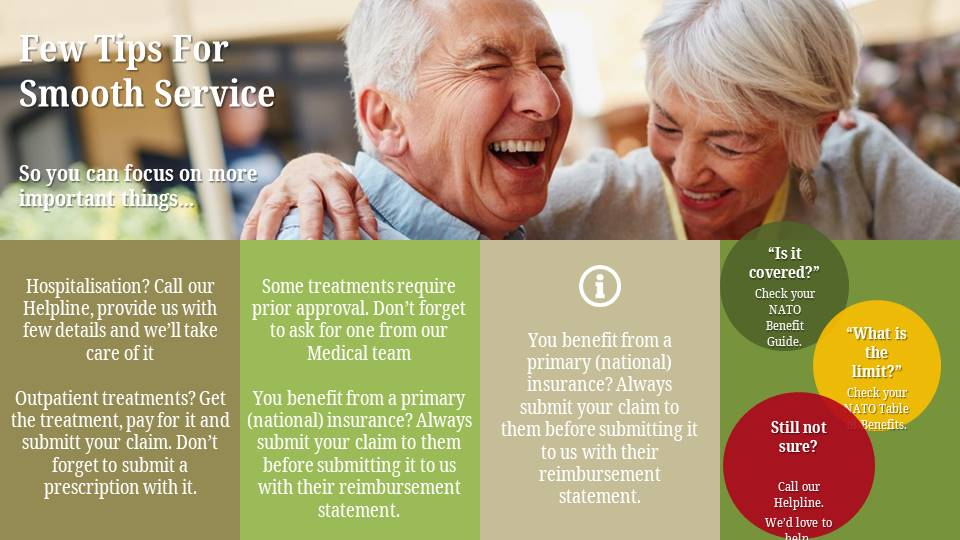 Few Tips For
Smooth Service
So you can focus on more
important things...
Hospitalisation? Call our
Helpline, provide us with
few details and we'll take
care of it
Outpatient treatments? Get
the treatment, pay for it and
submitt your claim. Don't
forget to submit a
prescription with it.
Some treatments require
prior approval. Don't forget
to ask for one from our
Medical team
You benefit from a primary
(national) insurance? Always
submit your claim to them
before submitting it to us
with their reimbursement
statement.
You benefit from a
primary (national)
insurance? Always
submit your claim to
them before submitting it
to us with their
reimbursement
statement.
“Is it
covered?”
Check your
NATO
Benefit
Guide.
“What is
the
limit?”
Check your
NATO Table
of Benefits.
Still not
sure?
Call our
Helpline.
We'd love to
help